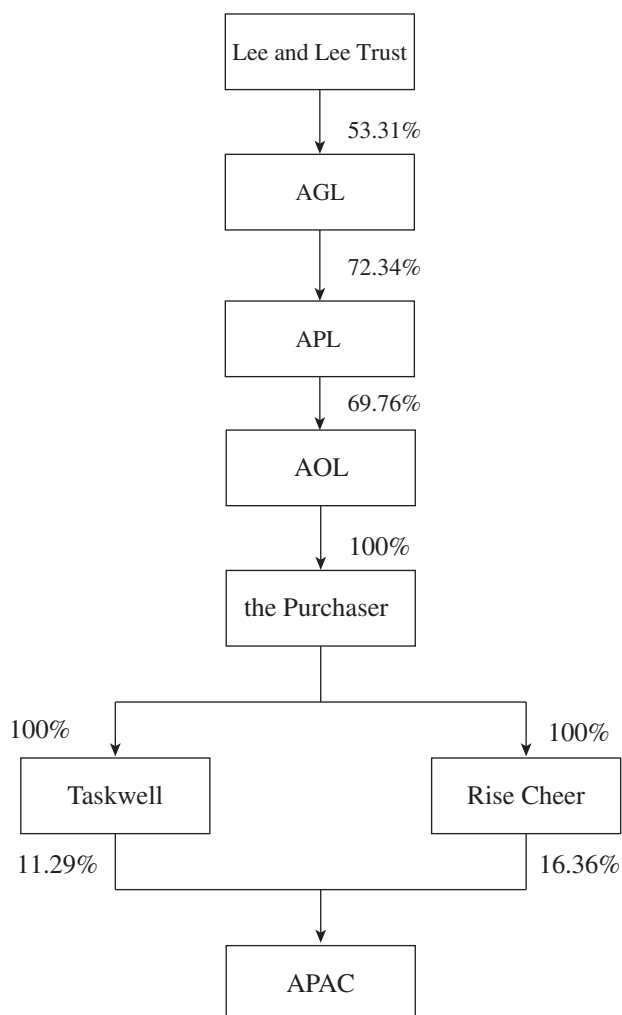 Lee and Lee Trust
53.31%
AGL
72.34%
APL
69.76%
AOL
100%
the Purchaser
100%
100%
Taskwell
Rise Cheer
11.29%
16.36%
APAC